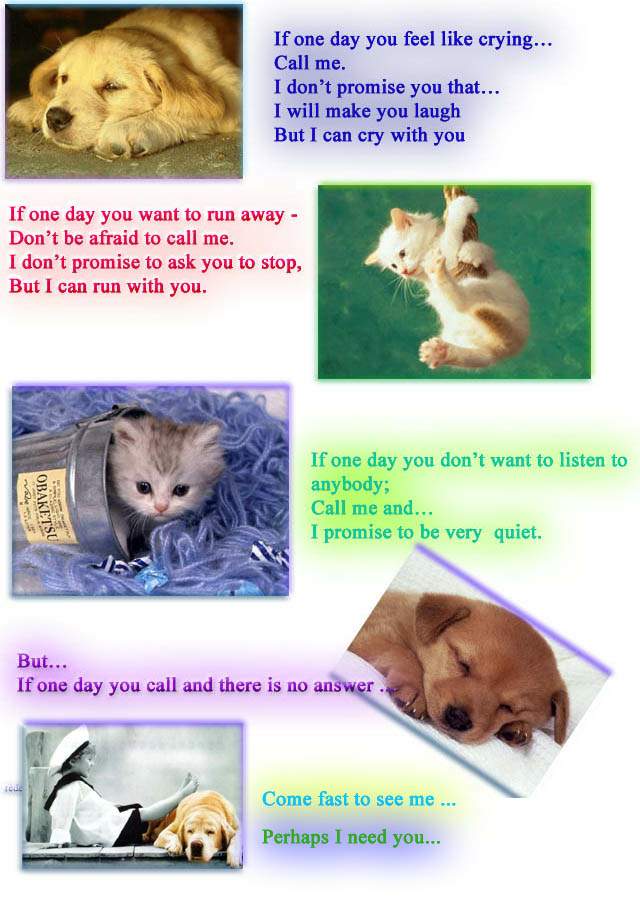 If one day you feel like crying…
Call me.
I don't promise you that…
I will make you laugh
But I can cry with you
If one day you want to run away -
Don't be afraid to call me.
I don't promise to ask you to stop,
But I can run with you.
OBAKETSU
If one day you don't want to listen to
anybody;
Call me and…
I promise to be very quiet.
But…
If one day you call and there is no answer ...
Come fast to see me ...
Perhaps I need you...